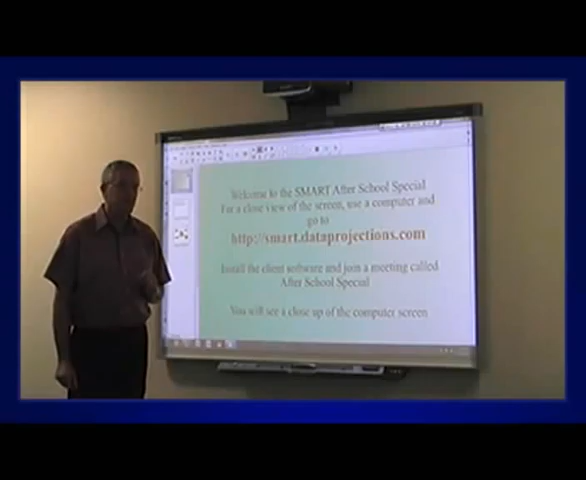 Welcome to the SMART After School Special
For a close view of the screen, use a computer and
go to
http://smart.dataprojections.com
Install the client software and join a meeting called
After School Special
You will see a close up of the computer screen